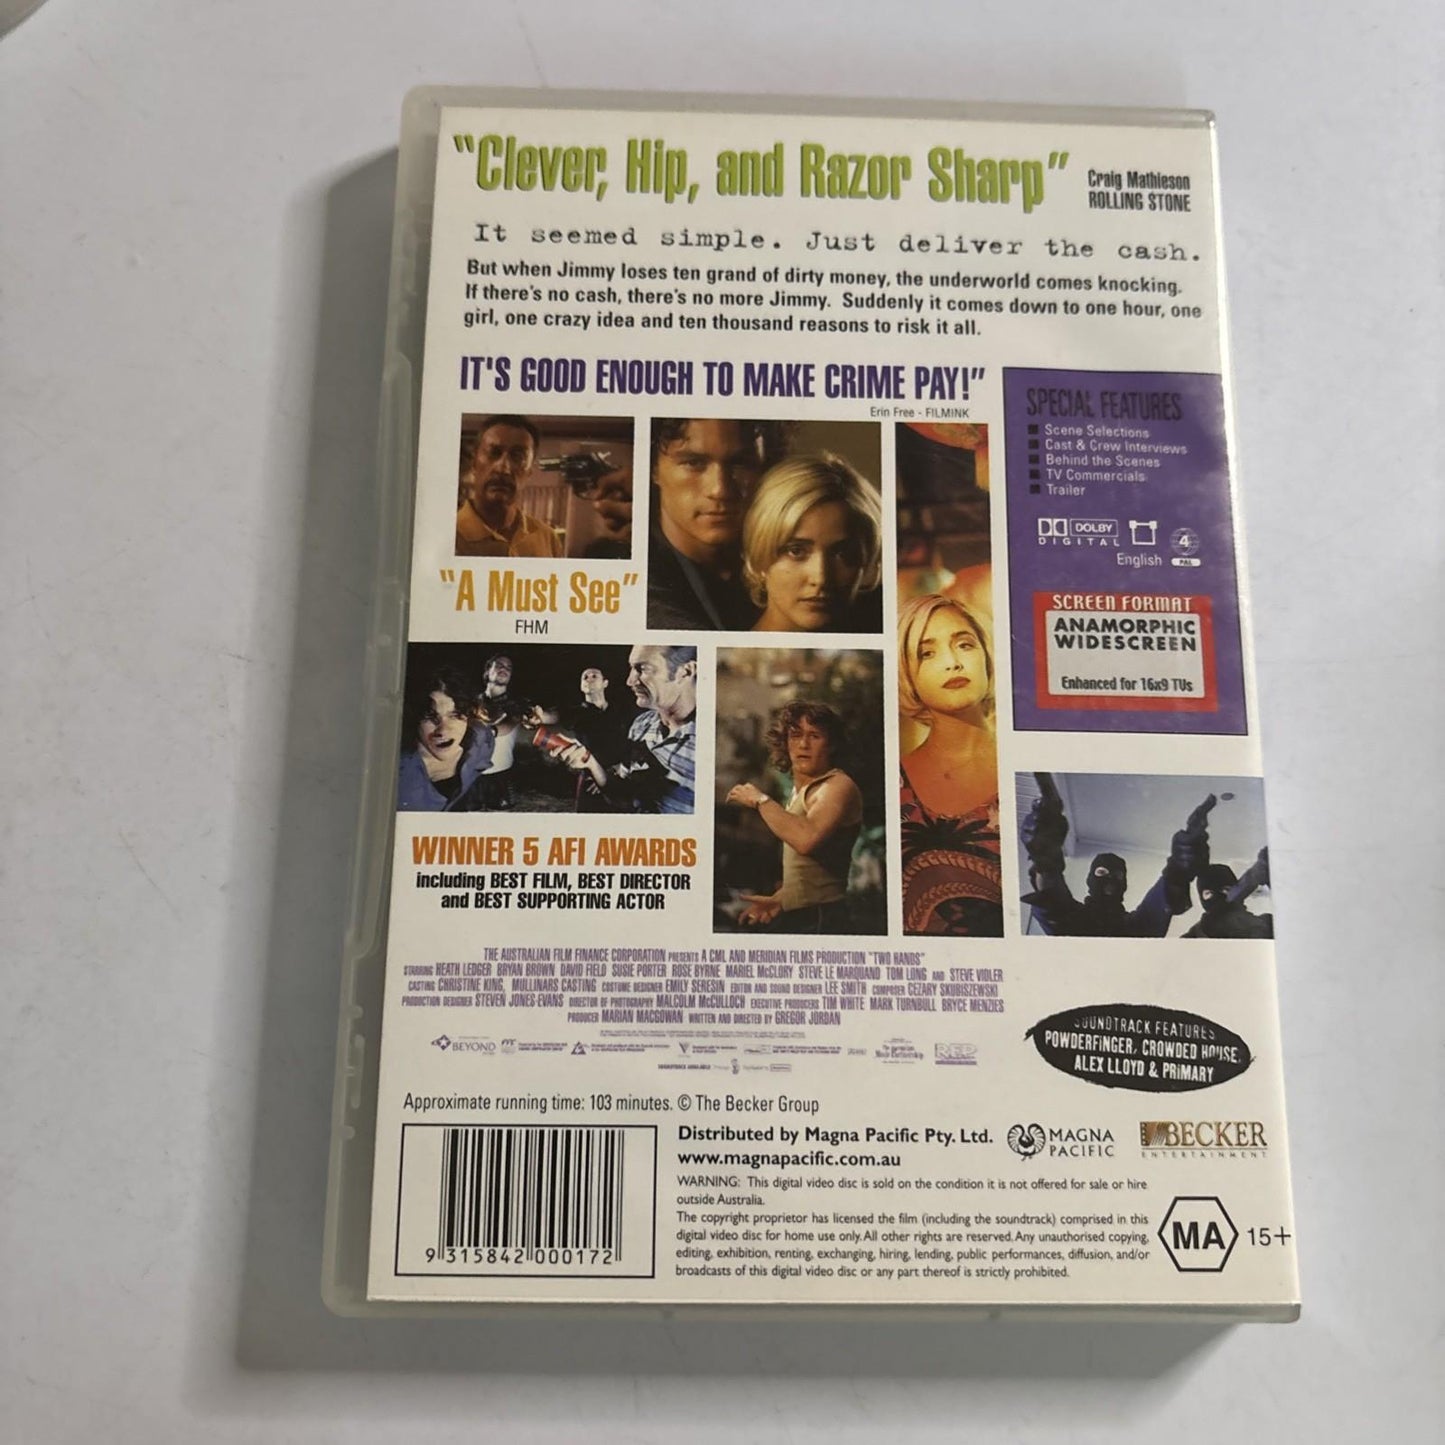 "Clever, Hip, and Razor Sharp"
Craig Mathieson
ROLLING STONE
It seemed simple. Just deliver the cash.
But when Jimmy loses ten grand of dirty money, the underworld comes knocking.
If there's no cash, there's no more Jimmy. Suddenly it comes down to one hour, one
girl, one crazy idea and ten thousand reasons to risk it all.
IT'S GOOD ENOUGH TO MAKE CRIME PAY!"
Erin Free - FILMINK
SPECIAL FEATURES
Scene Selections
Cast & Crew Interviews
Behind the Scenes
TV Commercials
Trailer
DOLBY
DIGITAL
English
4
PAL
SCREEN FORMAT
ANAMORPHIC
WIDESCREEN
Enhanced for 16x9 TVs
"A Must See"
FHM
WINNER 5 AFI AWARDS
including BEST FILM, BEST DIRECTOR
and BEST SUPPORTING ACTOR
THE AUSTRALIAN FILM FINANCE CORPORATION PRESENTS A CML AND MERIDIAN FILMS PRODUCTION "TWO HANDS"
STARRING HEATH LEDGER BRYAN BROWN DAVID FIELD SUSIE PORTER ROSE BYRNE MARIEL McCLORY STEVE LE MARQUAND TOM LONG AND STEVE VIDLER
CASTING CHRISTINE KING, MULLINARS CASTING COSTUME DESIGNER EMILY SERESIN EDITOR AND SOUND DESIGNER LEE SMITH COMPOSER CEZARY SKUBISZEWSKI
PRODUCTION DESIGNER STEVEN JONES-EVANS DIRECTOR OF PHOTOGRAPHY MALCOLM McCULLOCH EXECUTIVE PRODUCERS TIM WHITE MARK TURNBULL BRYCE MENZIES
PRODUCER MARIAN MACGOWAN WRITTEN AND DIRECTED BY GREGOR JORDAN
BEYOND
REP
SOUNDTRACK AVAILABLE
SOUNDTRACK FEATURES
POWDERFINGER, CROWDED HOUSE,
ALEX LLOYD & PRIMARY
Approximate running time: 103 minutes. © The Becker Group
9 315842 000172
Distributed by Magna Pacific Pty. Ltd.
www.magnapacific.com.au
MAGNA
PACIFIC
BECKER
ENTERTAINMENT
WARNING: This digital video disc is sold on the condition it is not offered for sale or hire
outside Australia.
The copyright proprietor has licensed the film (including the soundtrack) comprised in this
digital video disc for home use only. All other rights are reserved. Any unauthorised copying,
editing, exhibition, renting, exchanging, hiring, lending, public performances, diffusion, and/or
broadcasts of this digital video disc or any part thereof is strictly prohibited.
MA 15+